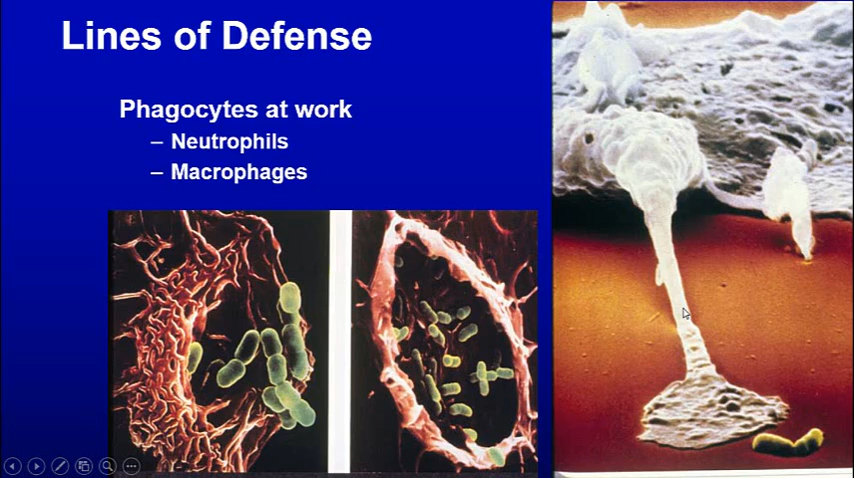 Lines of Defense
Phagocytes at work
– Neutrophils
– Macrophages